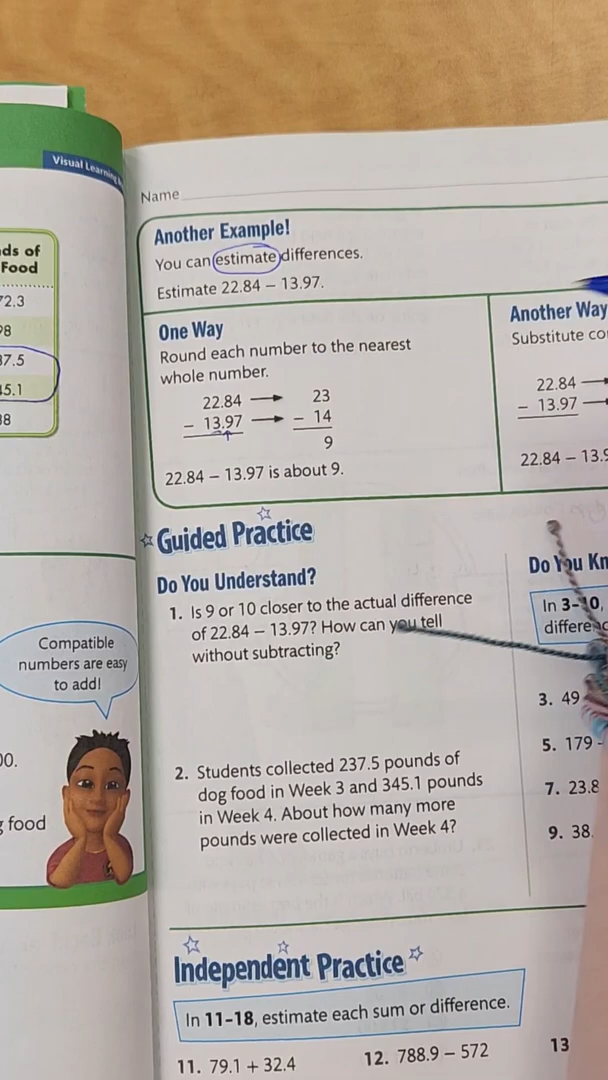 Visual Learning
ds of
Food
72.3
98
37.5
45.1
38
Compatible
numbers are easy
to add!
00.
food
Name
Another Example!
You can estimate differences.
Estimate 22.84 – 13.97.
One Way
Round each number to the nearest
whole number.
22.84 → 23
– 13.97 → – 14
9
22.84 – 13.97 is about 9.
Another Way
Substitute co
22.84 →
– 13.97 →
22.84 – 13.9
☆ Guided Practice ☆
Do You Understand?
1. Is 9 or 10 closer to the actual difference
of 22.84 – 13.97? How can you tell
without subtracting?
2. Students collected 237.5 pounds of
dog food in Week 3 and 345.1 pounds
in Week 4. About how many more
pounds were collected in Week 4?
Do You Kn
In 3–10,
differenc
3. 49
5. 179 –
7. 23.8
9. 38.
Independent Practice ☆
In 11–18, estimate each sum or difference.
11. 79.1 + 32.4
12. 788.9 – 572
13